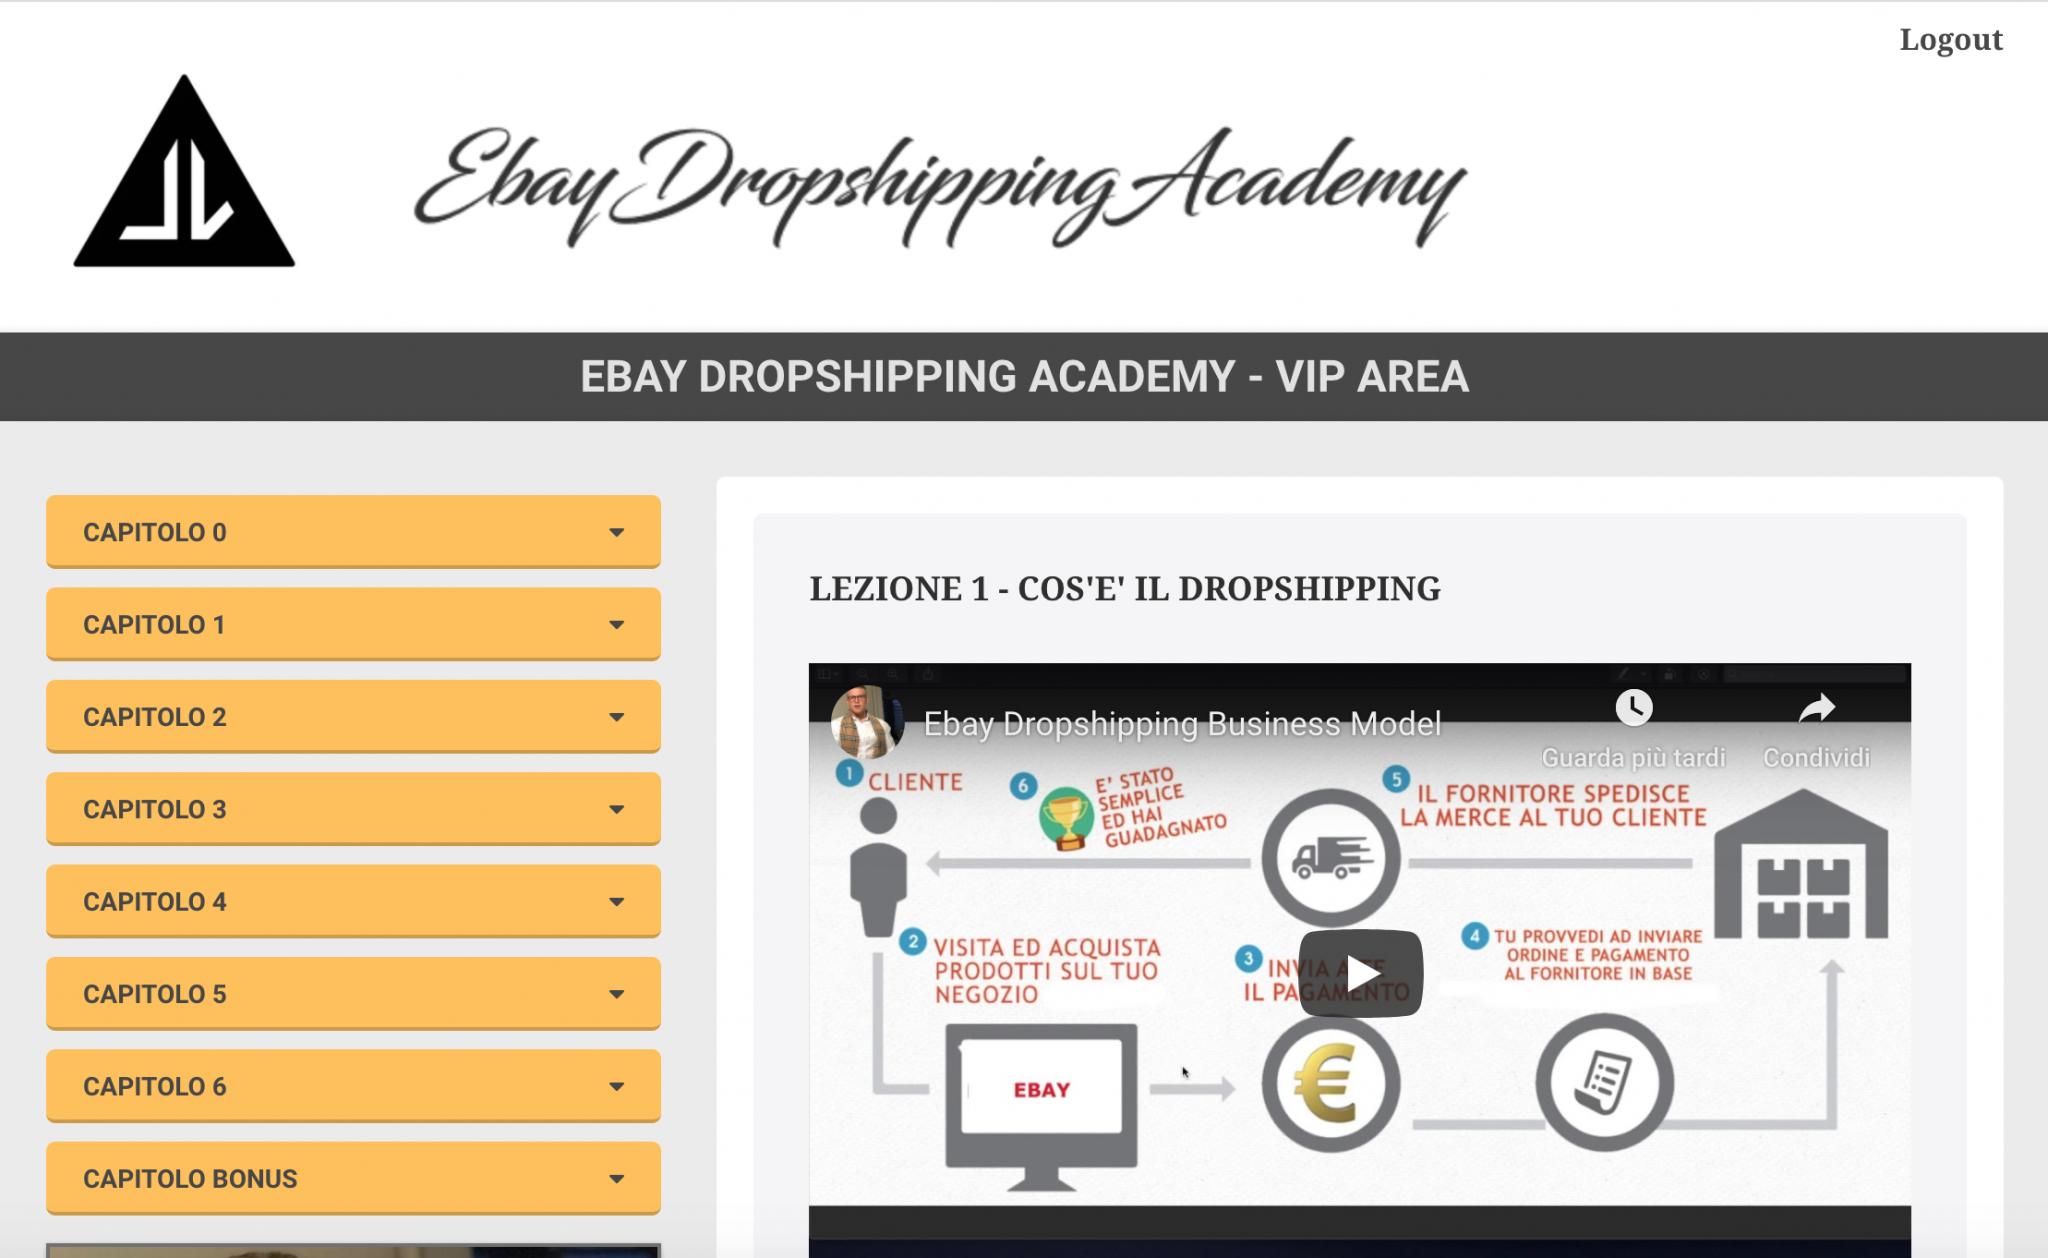 Logout
Ebay Dropshipping Academy
EBAY DROPSHIPPING ACADEMY - VIP AREA
CAPITOLO 0
CAPITOLO 1
CAPITOLO 2
CAPITOLO 3
CAPITOLO 4
CAPITOLO 5
CAPITOLO 6
CAPITOLO BONUS
LEZIONE 1 - COS'E' IL DROPSHIPPING
Ebay Dropshipping Business Model
Guarda più tardi
Condividi
1 CLIENTE
6 E' STATO
SEMPLICE
ED HAI
GUADAGNATO
5 IL FORNITORE SPEDISCE
LA MERCE AL TUO CLIENTE
2 VISITA ED ACQUISTA
PRODOTTI SUL TUO
NEGOZIO
3 INVIA A TE
IL PAGAMENTO
4 TU PROVVEDI AD INVIARE
ORDINE E PAGAMENTO
AL FORNITORE IN BASE
EBAY
€